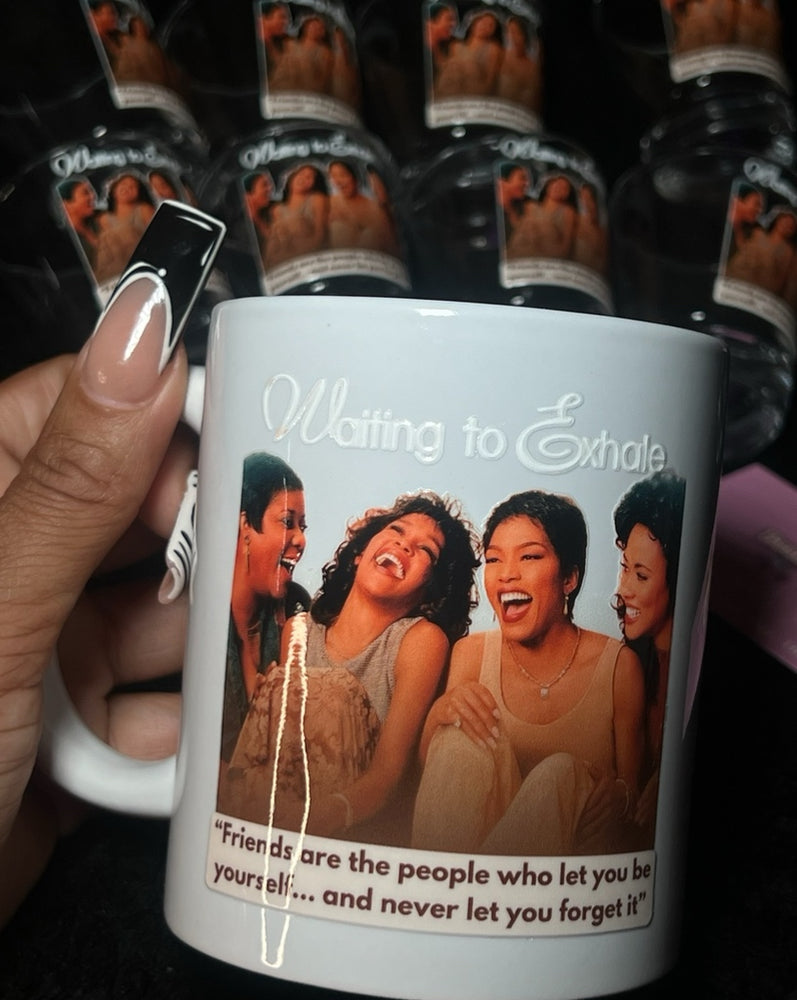 Waiting to Exhale
“Friends are the people who let you be
yourself... and never let you forget it”